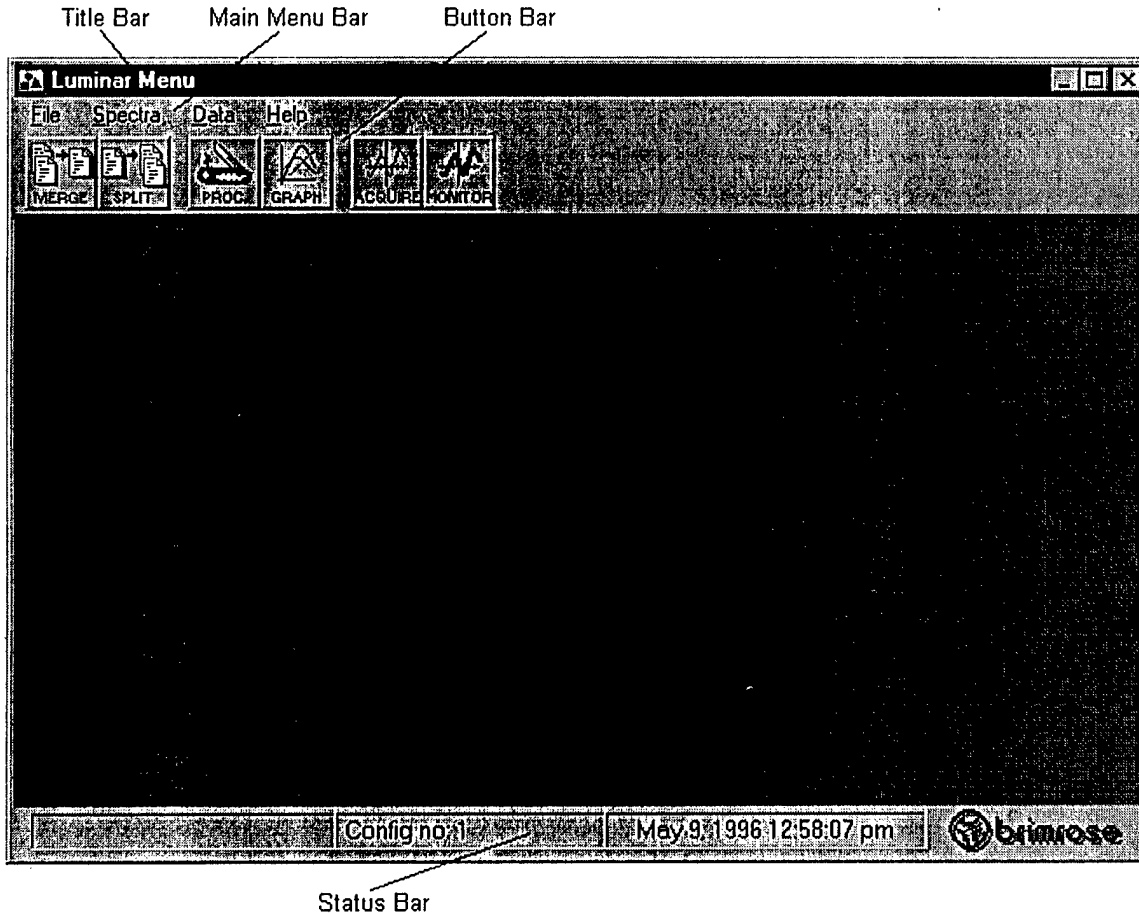 Title Bar Main Menu Bar Button Bar
Luminar Menu
File Spectra Data Help
MERGE SPLIT PROC GRAPH ACQUIRE MONITOR
Config no: 1 May 9, 1996 12:58:07 pm brimrose
Status Bar